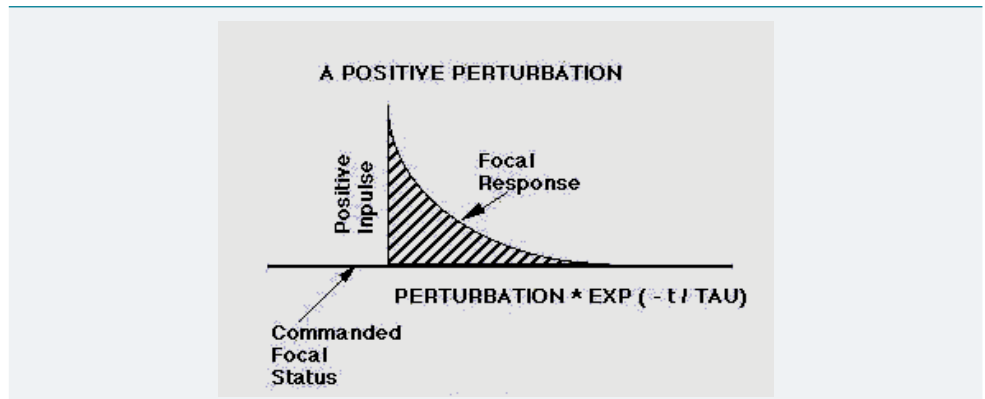 A POSITIVE PERTURBATION
Positive
Inpulse
Focal
Response
PERTURBATION * EXP ( - t / TAU)
Commanded
Focal
Status